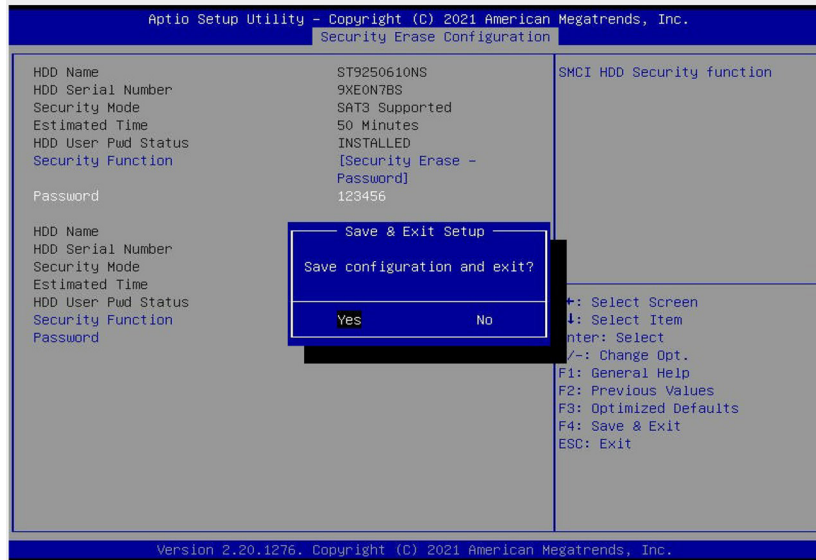 Aptio Setup Utility – Copyright (C) 2021 American Megatrends, Inc.
Security Erase Configuration
HDD Name ST9250610NS
HDD Serial Number 9XE0N7BS
Security Mode SAT3 Supported
Estimated Time 50 Minutes
HDD User Pwd Status INSTALLED
Security Function [Security Erase –
Password]
Password 123456
HDD Name
HDD Serial Number
Security Mode
Estimated Time
HDD User Pwd Status
Security Function
Password
Save & Exit Setup
Save configuration and exit?
Yes No
SMCI HDD Security function
: Select Screen
: Select Item
nter: Select
/-: Change Opt.
F1: General Help
F2: Previous Values
F3: Optimized Defaults
F4: Save & Exit
ESC: Exit
Version 2.20.1276. Copyright (C) 2021 American Megatrends, Inc.